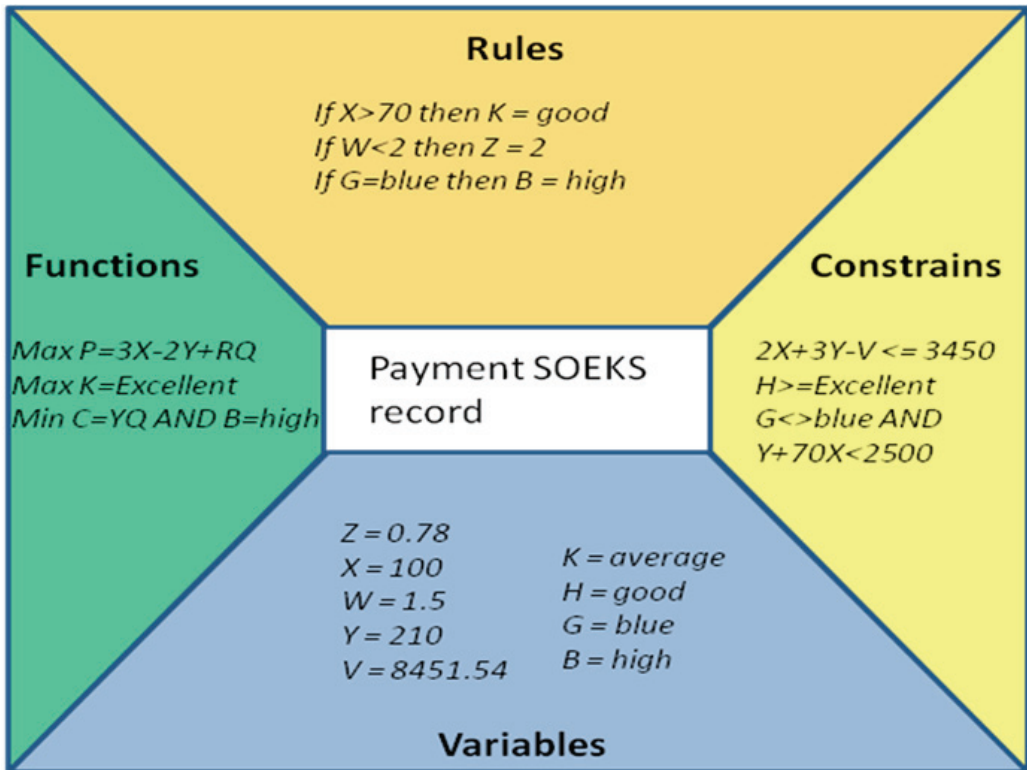 Rules
If X>70 then K = good
If W<2 then Z = 2
If G=blue then B = high
Functions
Max P=3X-2Y+RQ
Max K=Excellent
Min C=YQ AND B=high
Payment SOEKS
record
Constrains
2X+3Y-V <= 3450
H>=Excellent
G<>blue AND
Y+70X<2500
Z = 0.78
X = 100
W = 1.5
Y = 210
V = 8451.54
K = average
H = good
G = blue
B = high
Variables